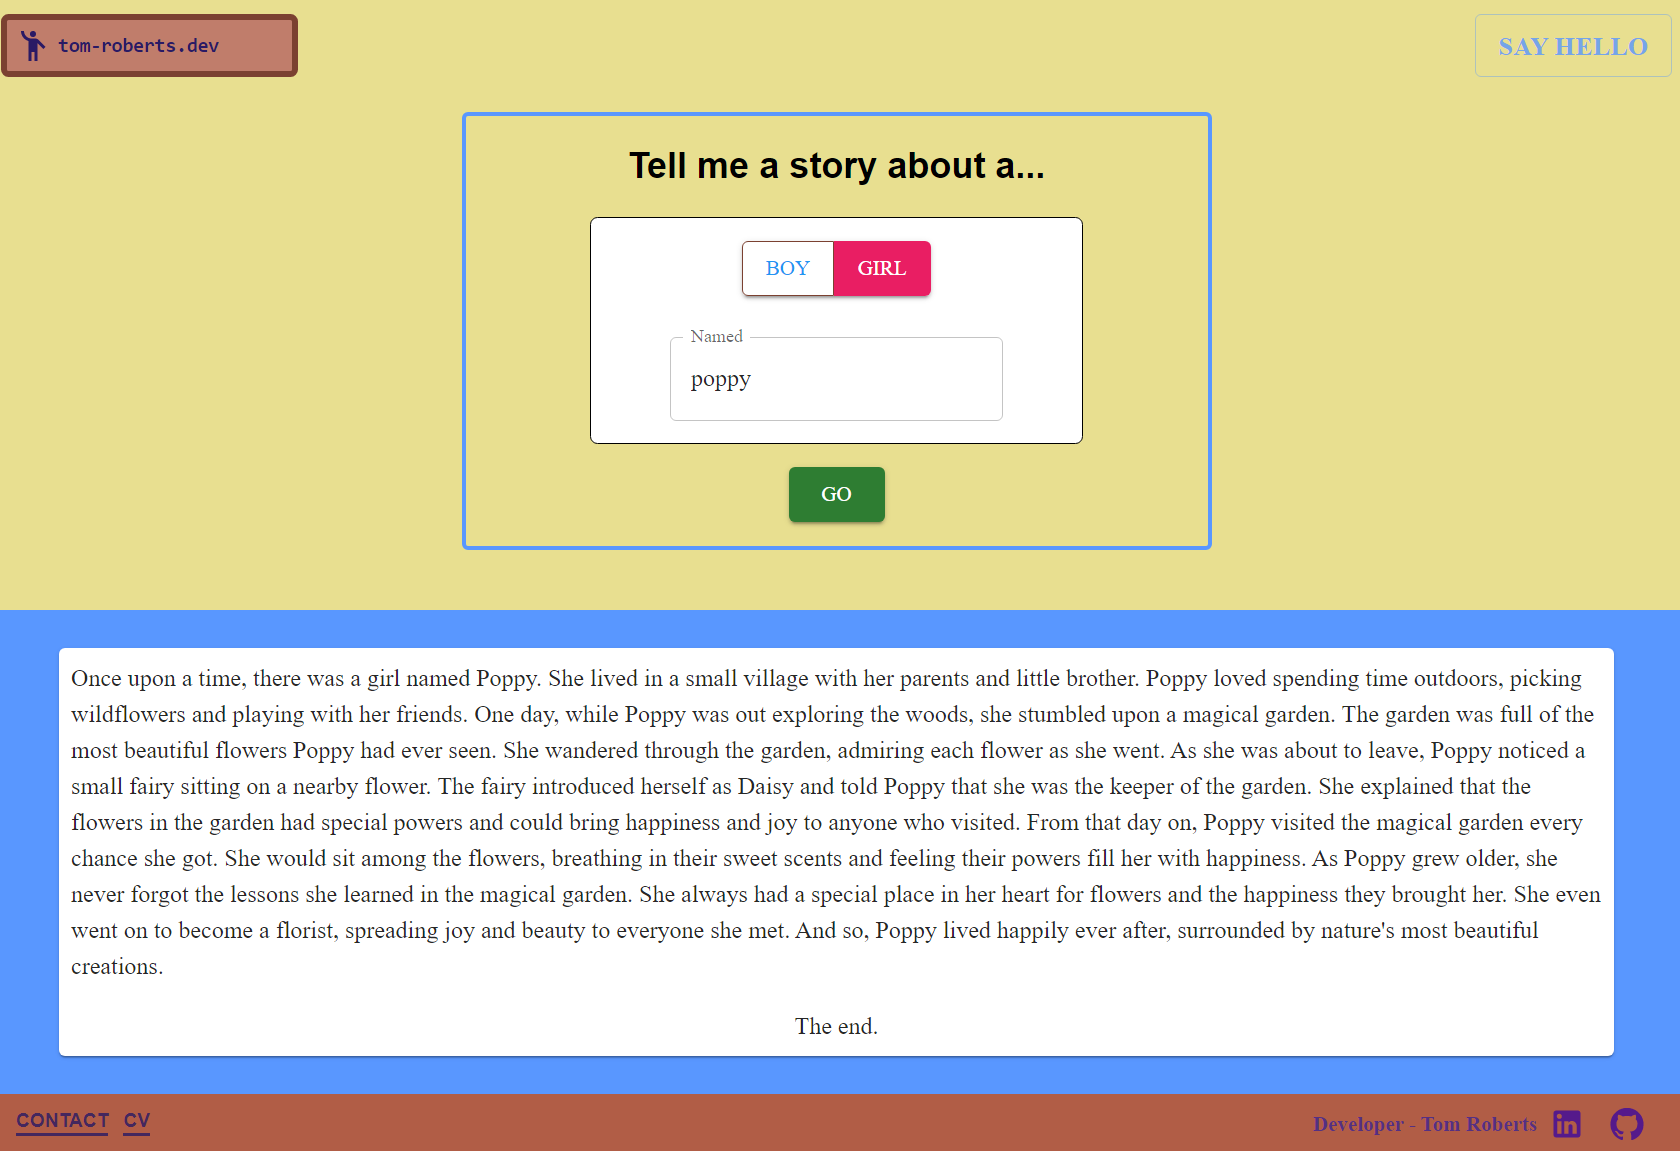 tom-roberts.dev
SAY HELLO
Tell me a story about a...
BOY GIRL
Named
poppy
GO
Once upon a time, there was a girl named Poppy. She lived in a small village with her parents and little brother. Poppy loved spending time outdoors, picking
wildflowers and playing with her friends. One day, while Poppy was out exploring the woods, she stumbled upon a magical garden. The garden was full of the
most beautiful flowers Poppy had ever seen. She wandered through the garden, admiring each flower as she went. As she was about to leave, Poppy noticed a
small fairy sitting on a nearby flower. The fairy introduced herself as Daisy and told Poppy that she was the keeper of the garden. She explained that the
flowers in the garden had special powers and could bring happiness and joy to anyone who visited. From that day on, Poppy visited the magical garden every
chance she got. She would sit among the flowers, breathing in their sweet scents and feeling their powers fill her with happiness. As Poppy grew older, she
never forgot the lessons she learned in the magical garden. She always had a special place in her heart for flowers and the happiness they brought her. She even
went on to become a florist, spreading joy and beauty to everyone she met. And so, Poppy lived happily ever after, surrounded by nature's most beautiful
creations.
The end.
CONTACT CV
Developer - Tom Roberts